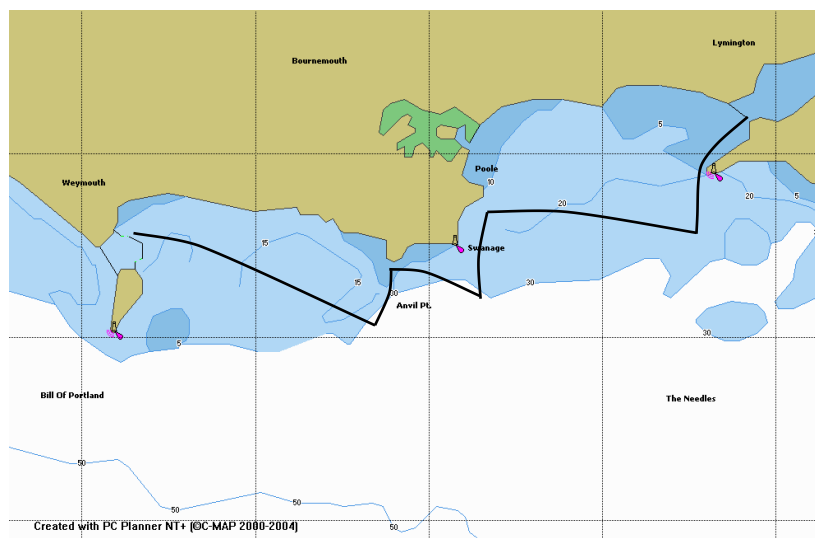 Lymington
Bournemouth
5
Poole
Weymouth
10
20
20
5
15
Swanage
15
30
30
Anvil Pt.
30
5
Bill Of Portland
The Needles
50
50
50
50
Created with PC Planner NT+ (©C-MAP 2000-2004)